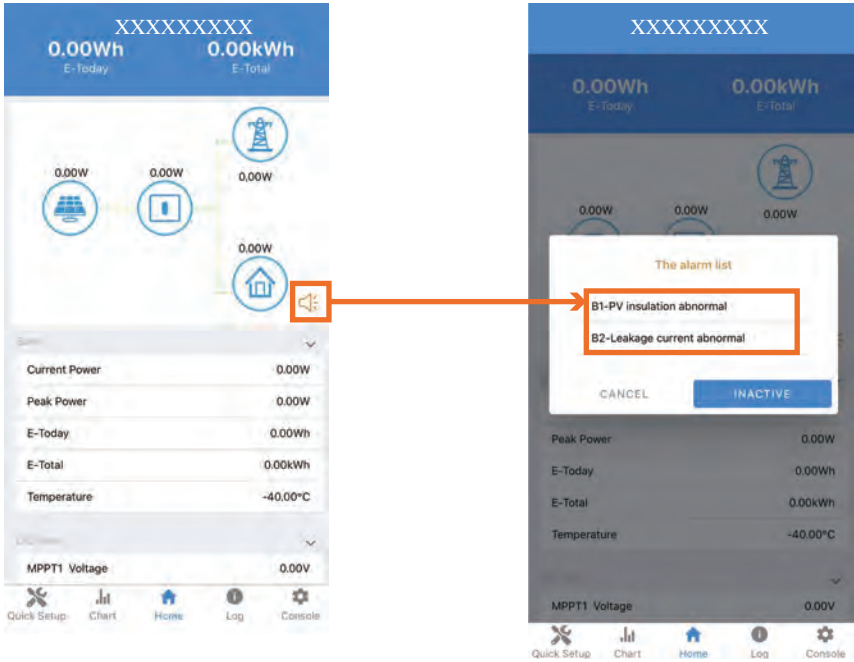 XXXXXXXXX
0.00Wh 0.00kWh
E-Today E-Total
0.00W 0.00W 0.00W
0.00W
Current Power 0.00W
Peak Power 0.00W
E-Today 0.00Wh
E-Total 0.00kWh
Temperature -40.00°C
MPPT1 Voltage 0.00V
Quick Setup Chart Home Log Console
XXXXXXXXX
0.00Wh 0.00kWh
E-Today E-Total
0.00W 0.00W 0.00W
The alarm list
B1-PV insulation abnormal
B2-Leakage current abnormal
CANCEL INACTIVE
Peak Power 0.00W
E-Today 0.00Wh
E-Total 0.00kWh
Temperature -40.00°C
MPPT1 Voltage 0.00V
Quick Setup Chart Home Log Console